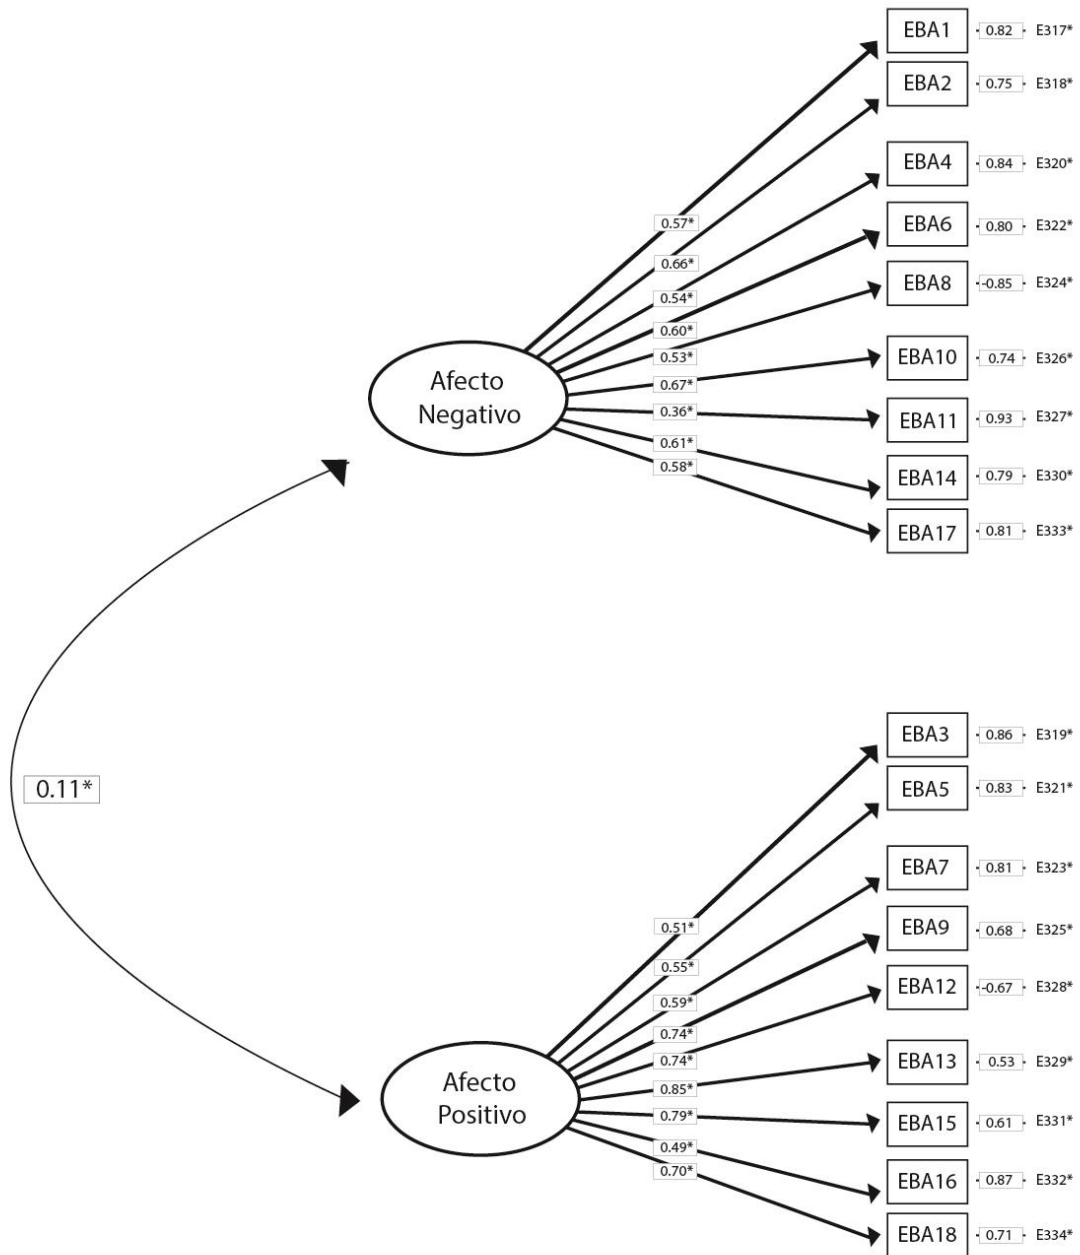 EBA1 0.82 E317*
EBA2 0.75 E318*
EBA4 0.84 E320*
EBA6 0.80 E322*
EBA8 -0.85 E324*
EBA10 0.74 E326*
EBA11 0.93 E327*
EBA14 0.79 E330*
EBA17 0.81 E333*
0.57*
0.66*
0.54*
0.60*
0.53*
0.67*
0.36*
0.61*
0.58*
Afecto
Negativo
0.11*
EBA3 0.86 E319*
EBA5 0.83 E321*
EBA7 0.81 E323*
EBA9 0.68 E325*
EBA12 -0.67 E328*
EBA13 0.53 E329*
EBA15 0.61 E331*
EBA16 0.87 E332*
EBA18 0.71 E334*
0.51*
0.55*
0.59*
0.74*
0.74*
0.85*
0.79*
0.49*
0.70*
Afecto
Positivo